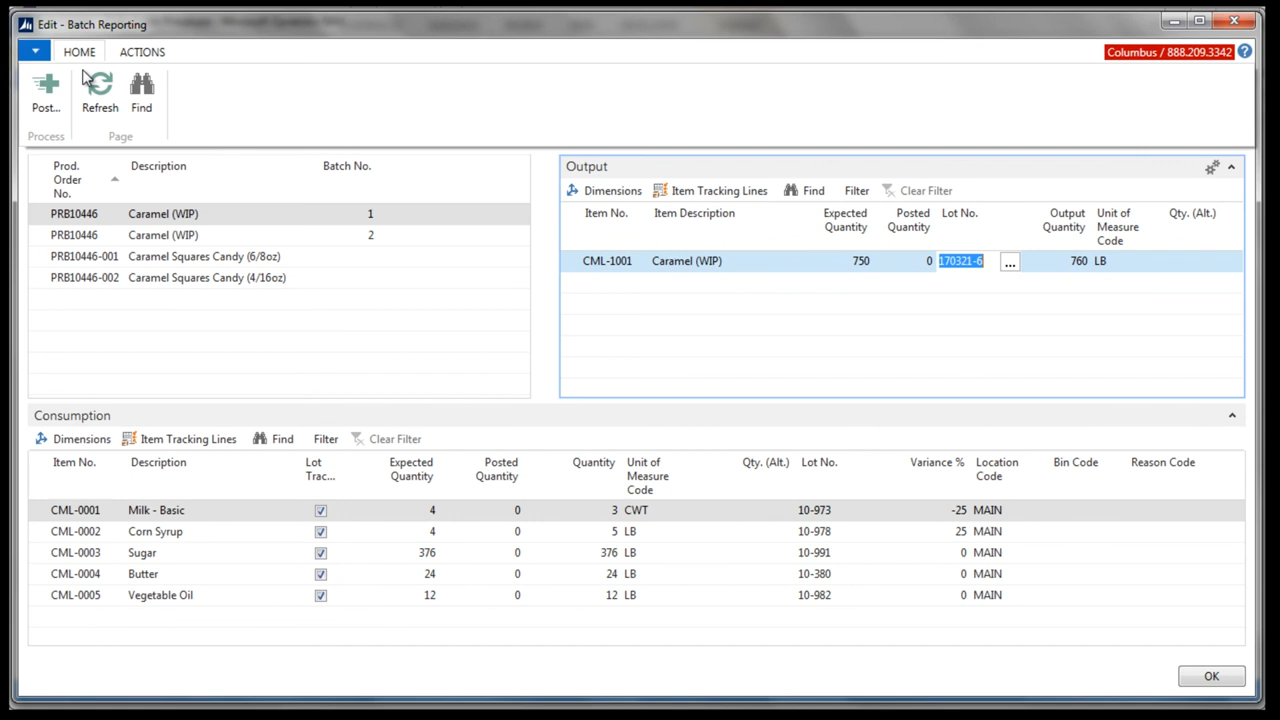 Edit - Batch Reporting
HOME ACTIONS
Columbus / 888.209.3342
Post... Refresh Find
Process Page
Prod. Order No. Description Batch No.
PRB10446 Caramel (WIP) 1
PRB10446 Caramel (WIP) 2
PRB10446-001 Caramel Squares Candy (6/8oz)
PRB10446-002 Caramel Squares Candy (4/16oz)
Output
Dimensions Item Tracking Lines Find Filter Clear Filter
Item No. Item Description Expected Quantity Posted Quantity Lot No. Output Quantity Unit of Measure Code Qty. (Alt.)
CML-1001 Caramel (WIP) 750 0 170321-6 ... 760 LB
Consumption
Dimensions Item Tracking Lines Find Filter Clear Filter
Item No. Description Lot Trac... Expected Quantity Posted Quantity Quantity Unit of Measure Code Qty. (Alt.) Lot No. Variance % Location Code Bin Code Reason Code
CML-0001 Milk - Basic 4 0 3 CWT 10-973 -25 MAIN
CML-0002 Corn Syrup 4 0 5 LB 10-978 25 MAIN
CML-0003 Sugar 376 0 376 LB 10-991 0 MAIN
CML-0004 Butter 24 0 24 LB 10-380 0 MAIN
CML-0005 Vegetable Oil 12 0 12 LB 10-982 0 MAIN
OK